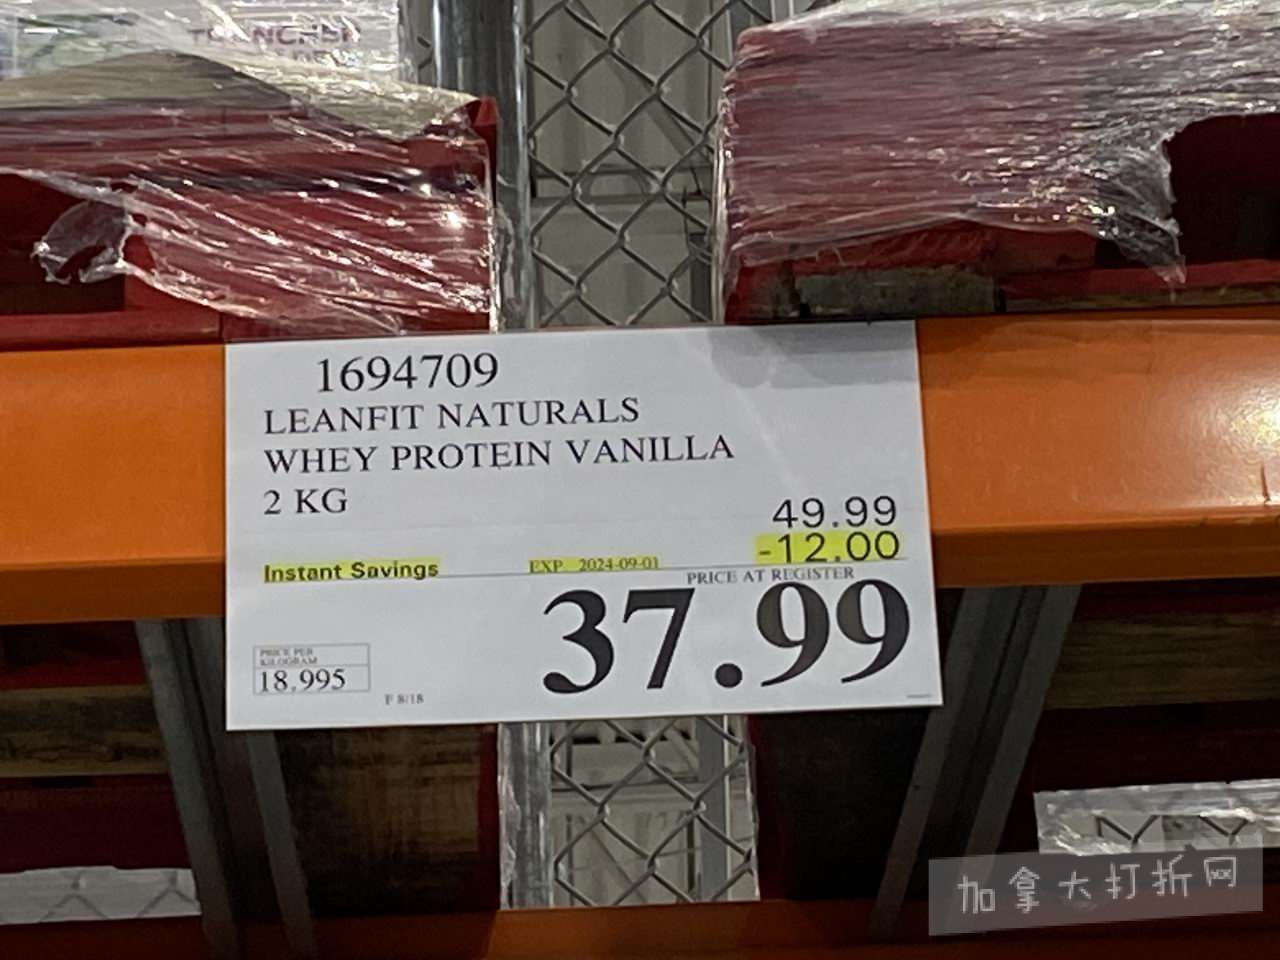 1694709
LEANFIT NATURALS
WHEY PROTEIN VANILLA
2 KG
49.99
-12.00
Instant Savings EXP 2024-09-01
PRICE AT REGISTER
37.99
PRICE PER
KILOGRAM
18.995
F 8/18
加拿大打折网